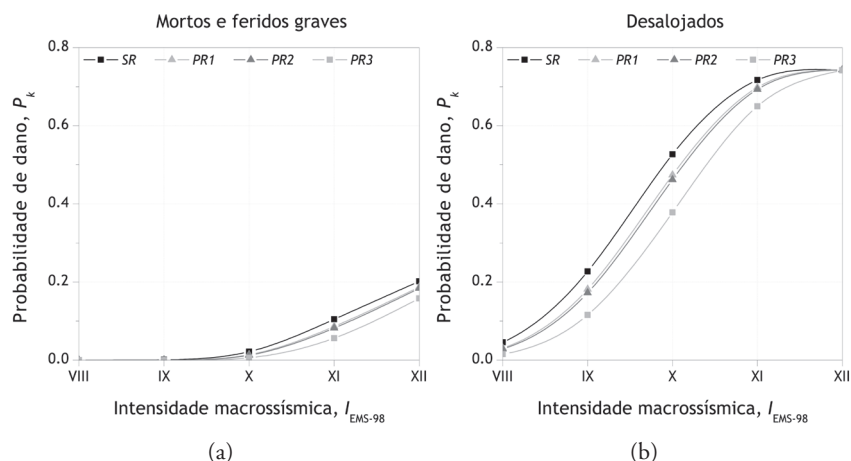 Mortos e feridos graves
Probabilidade de dano, Pk
0.8
0.6
0.4
0.2
0.0
SR PR1 PR2 PR3
VIII IX X XI XII
Intensidade macrossísmica, IEMS-98
(a)
Desalojados
Probabilidade de dano, Pk
0.8
0.6
0.4
0.2
0.0
SR PR1 PR2 PR3
VIII IX X XI XII
Intensidade macrossísmica, IEMS-98
(b)